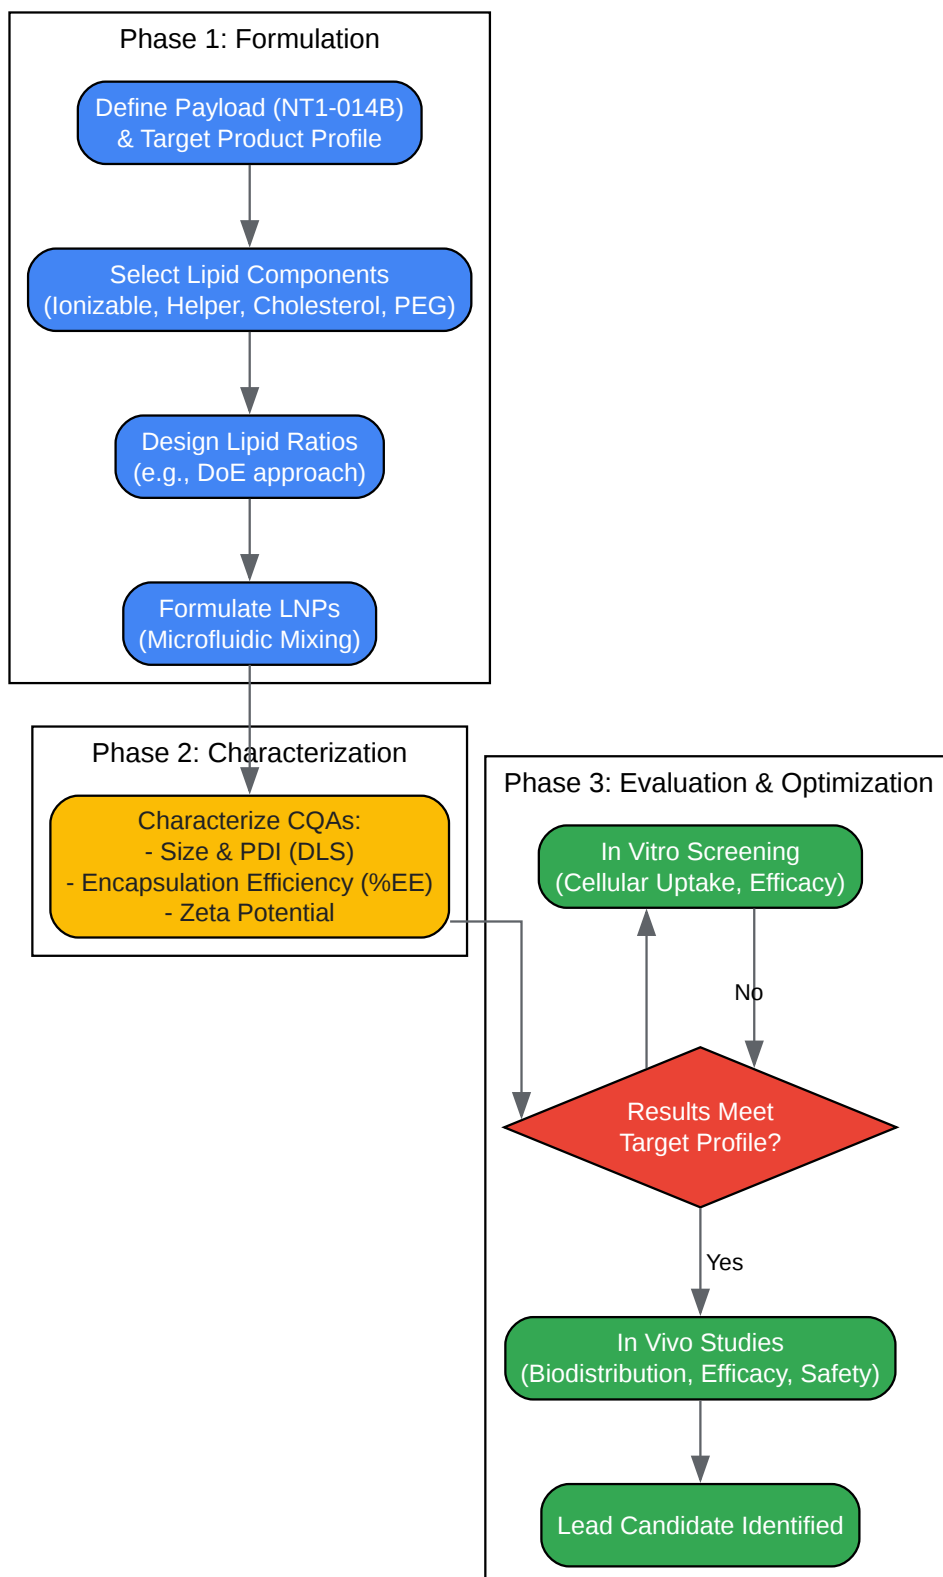 Phase 1: Formulation
Define Payload (NT1-014B)
& Target Product Profile
Select Lipid Components
(Ionizable, Helper, Cholesterol, PEG)
Design Lipid Ratios
(e.g., DoE approach)
Formulate LNPs
(Microfluidic Mixing)
Phase 2: Characterization
Characterize CQAs:
- Size & PDI (DLS)
- Encapsulation Efficiency (%EE)
- Zeta Potential
Phase 3: Evaluation & Optimization
In Vitro Screening
(Cellular Uptake, Efficacy)
No
Results Meet
Target Profile?
Yes
In Vivo Studies
(Biodistribution, Efficacy, Safety)
Lead Candidate Identified